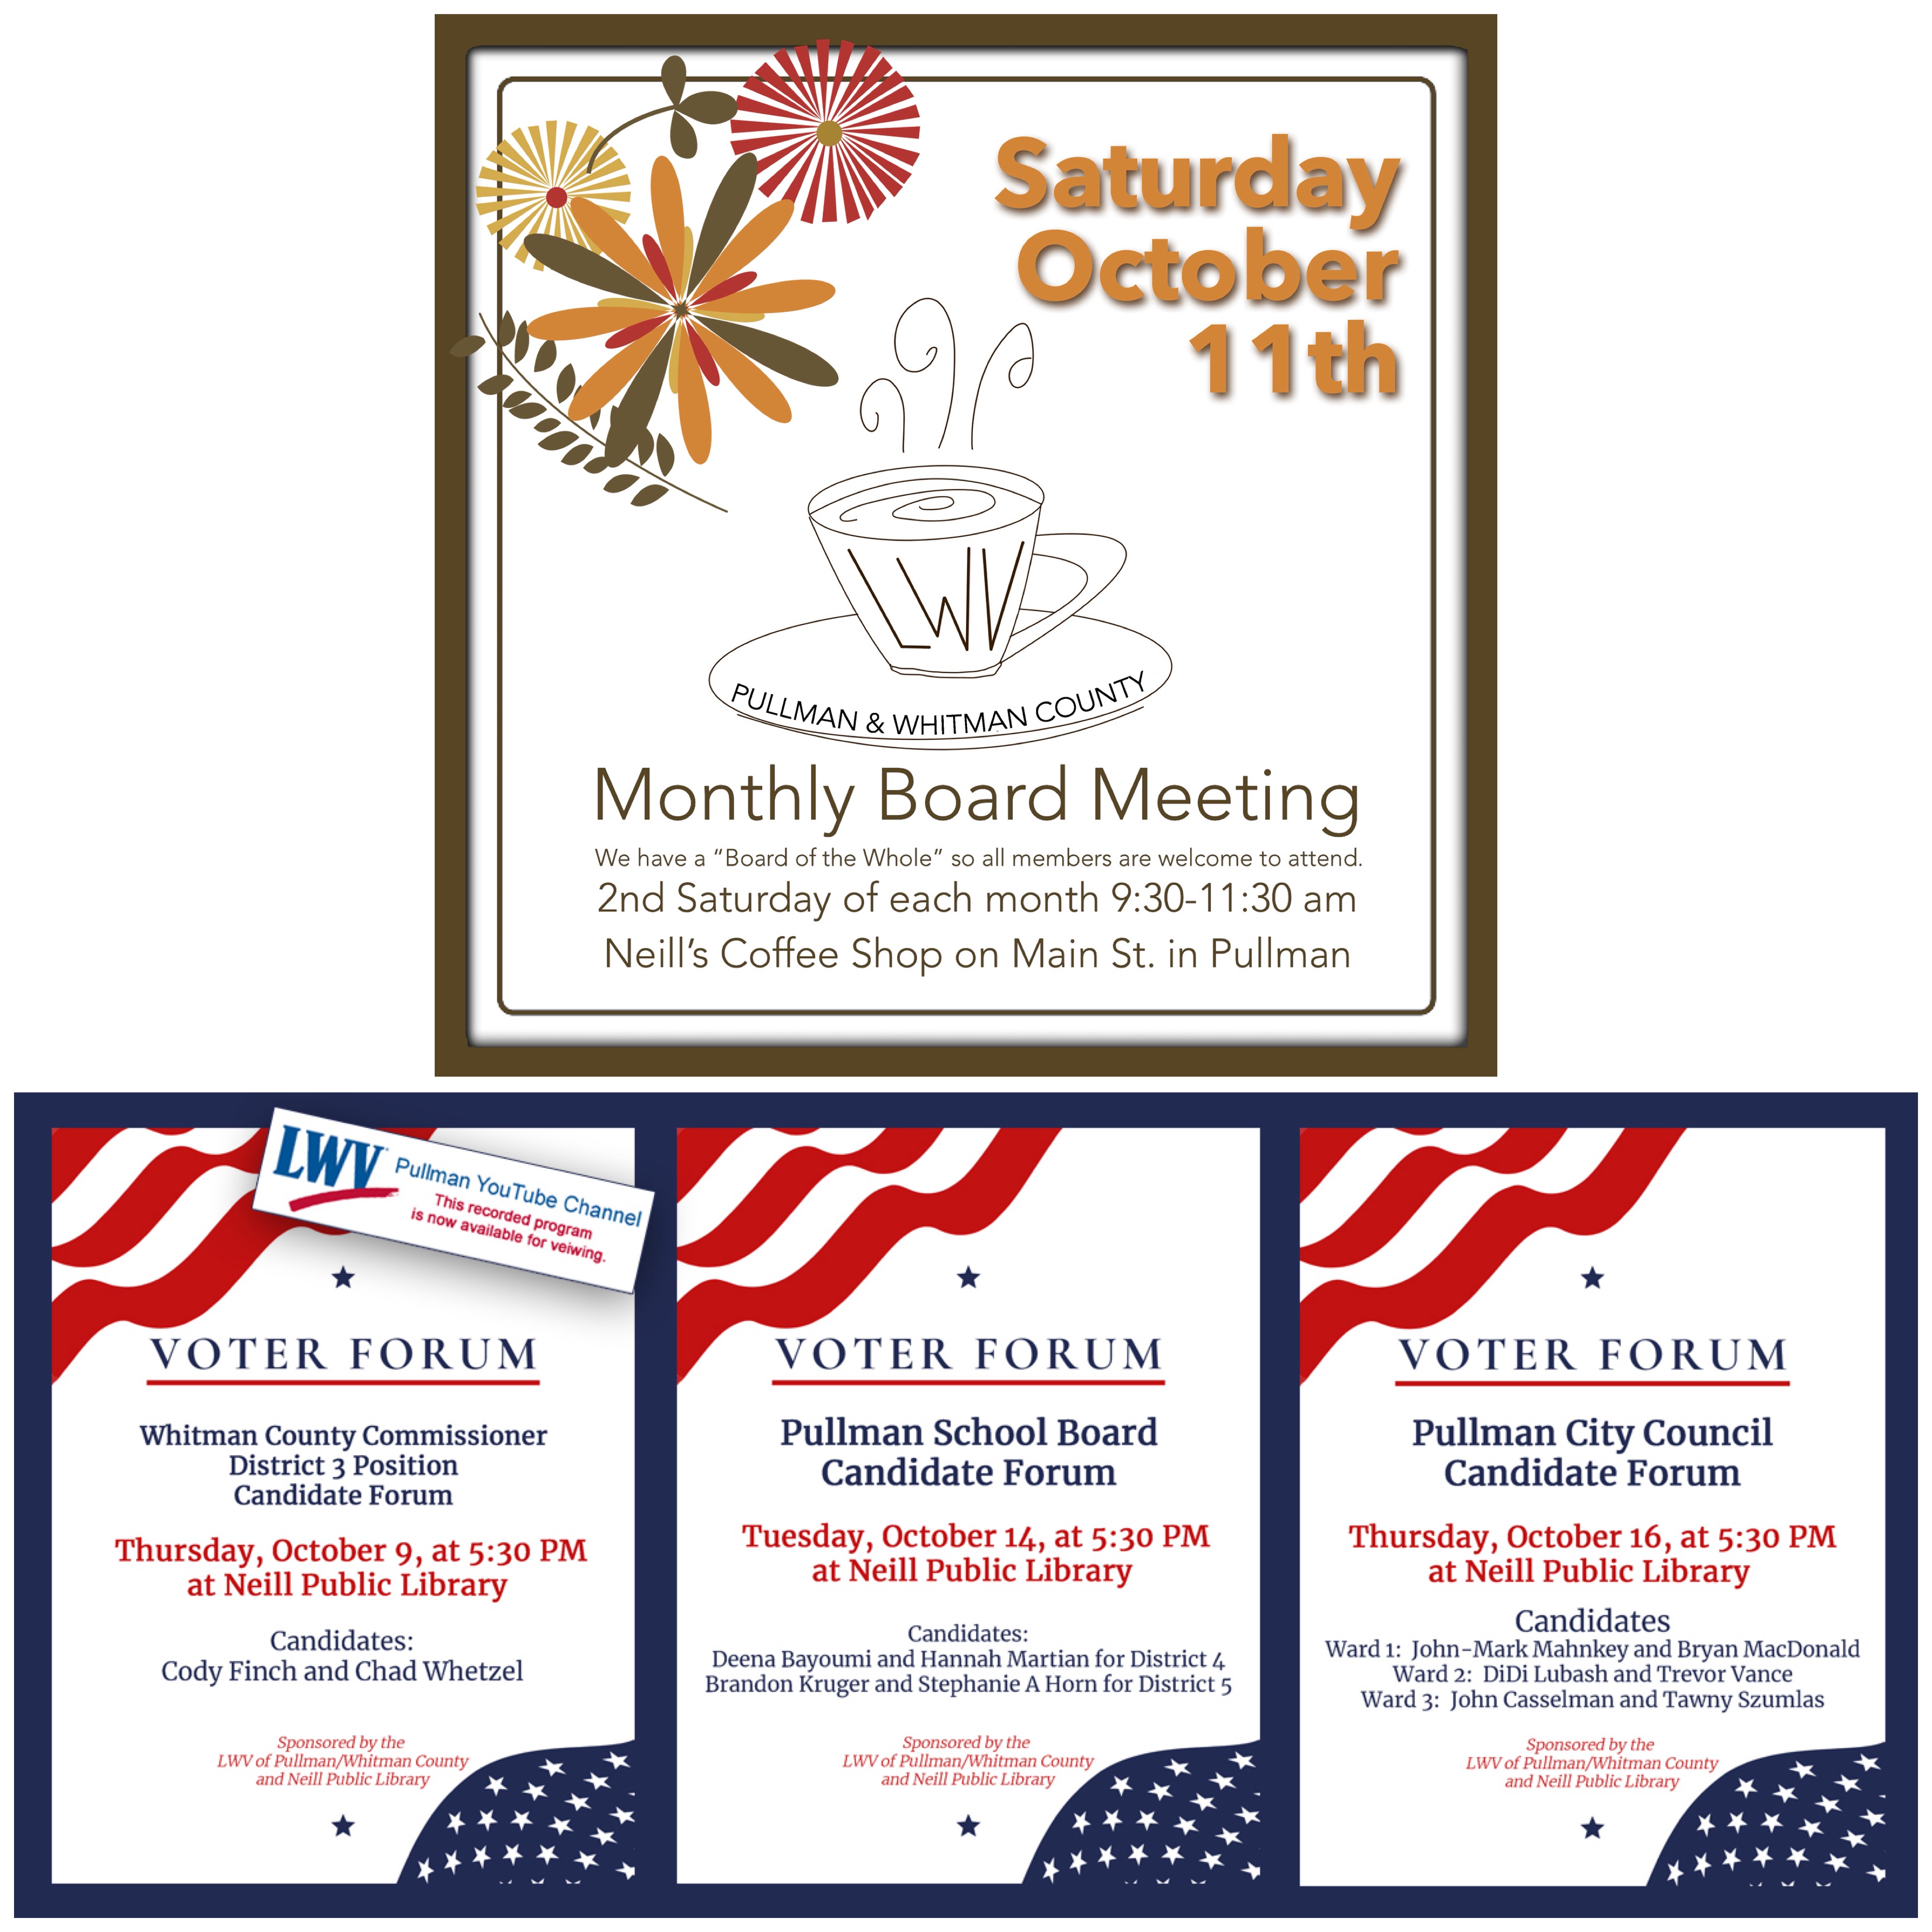 Saturday
October
11th
LWV
PULLMAN & WHITMAN COUNTY
Monthly Board Meeting
We have a “Board of the Whole” so all members are welcome to attend.
2nd Saturday of each month 9:30-11:30 am
Neill’s Coffee Shop on Main St. in Pullman
LWV Pullman YouTube Channel
This recorded program
is now available for veiwing.
VOTER FORUM
Whitman County Commissioner
District 3 Position
Candidate Forum
Thursday, October 9, at 5:30 PM
at Neill Public Library
Candidates:
Cody Finch and Chad Whetzel
Sponsored by the
LWV of Pullman/Whitman County
and Neill Public Library
VOTER FORUM
Pullman School Board
Candidate Forum
Tuesday, October 14, at 5:30 PM
at Neill Public Library
Candidates:
Deena Bayoumi and Hannah Martian for District 4
Brandon Kruger and Stephanie A Horn for District 5
Sponsored by the
LWV of Pullman/Whitman County
and Neill Public Library
VOTER FORUM
Pullman City Council
Candidate Forum
Thursday, October 16, at 5:30 PM
at Neill Public Library
Candidates
Ward 1: John-Mark Mahnkey and Bryan MacDonald
Ward 2: DiDi Lubash and Trevor Vance
Ward 3: John Casselman and Tawny Szumlas
Sponsored by the
LWV of Pullman/Whitman County
and Neill Public Library